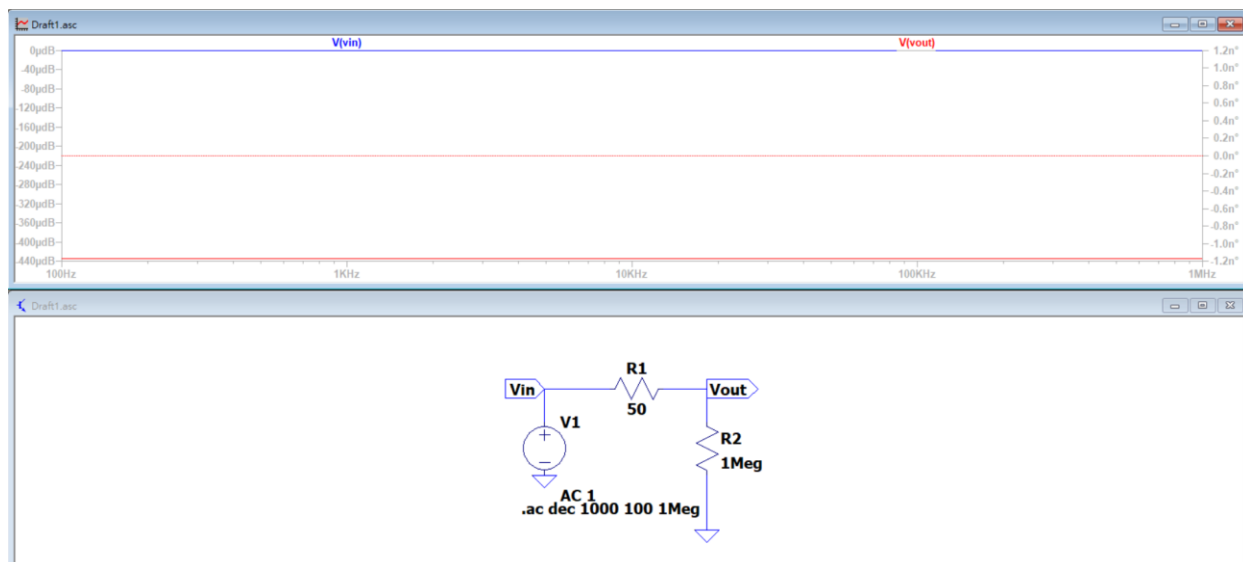 Draft1.asc
V(vin) V(vout)
0µdB 1.2n°
-40µdB 1.0n°
-80µdB 0.8n°
-120µdB 0.6n°
-160µdB 0.4n°
-200µdB 0.2n°
-240µdB 0.0n°
-280µdB -0.2n°
-320µdB -0.4n°
-360µdB -0.6n°
-400µdB -0.8n°
-440µdB -1.0n°
-1.2n°
100Hz 1KHz 10KHz 100KHz 1MHz
Draft1.asc
R1
Vin Vout
50
V1
R2
1Meg
AC 1
.ac dec 1000 100 1Meg